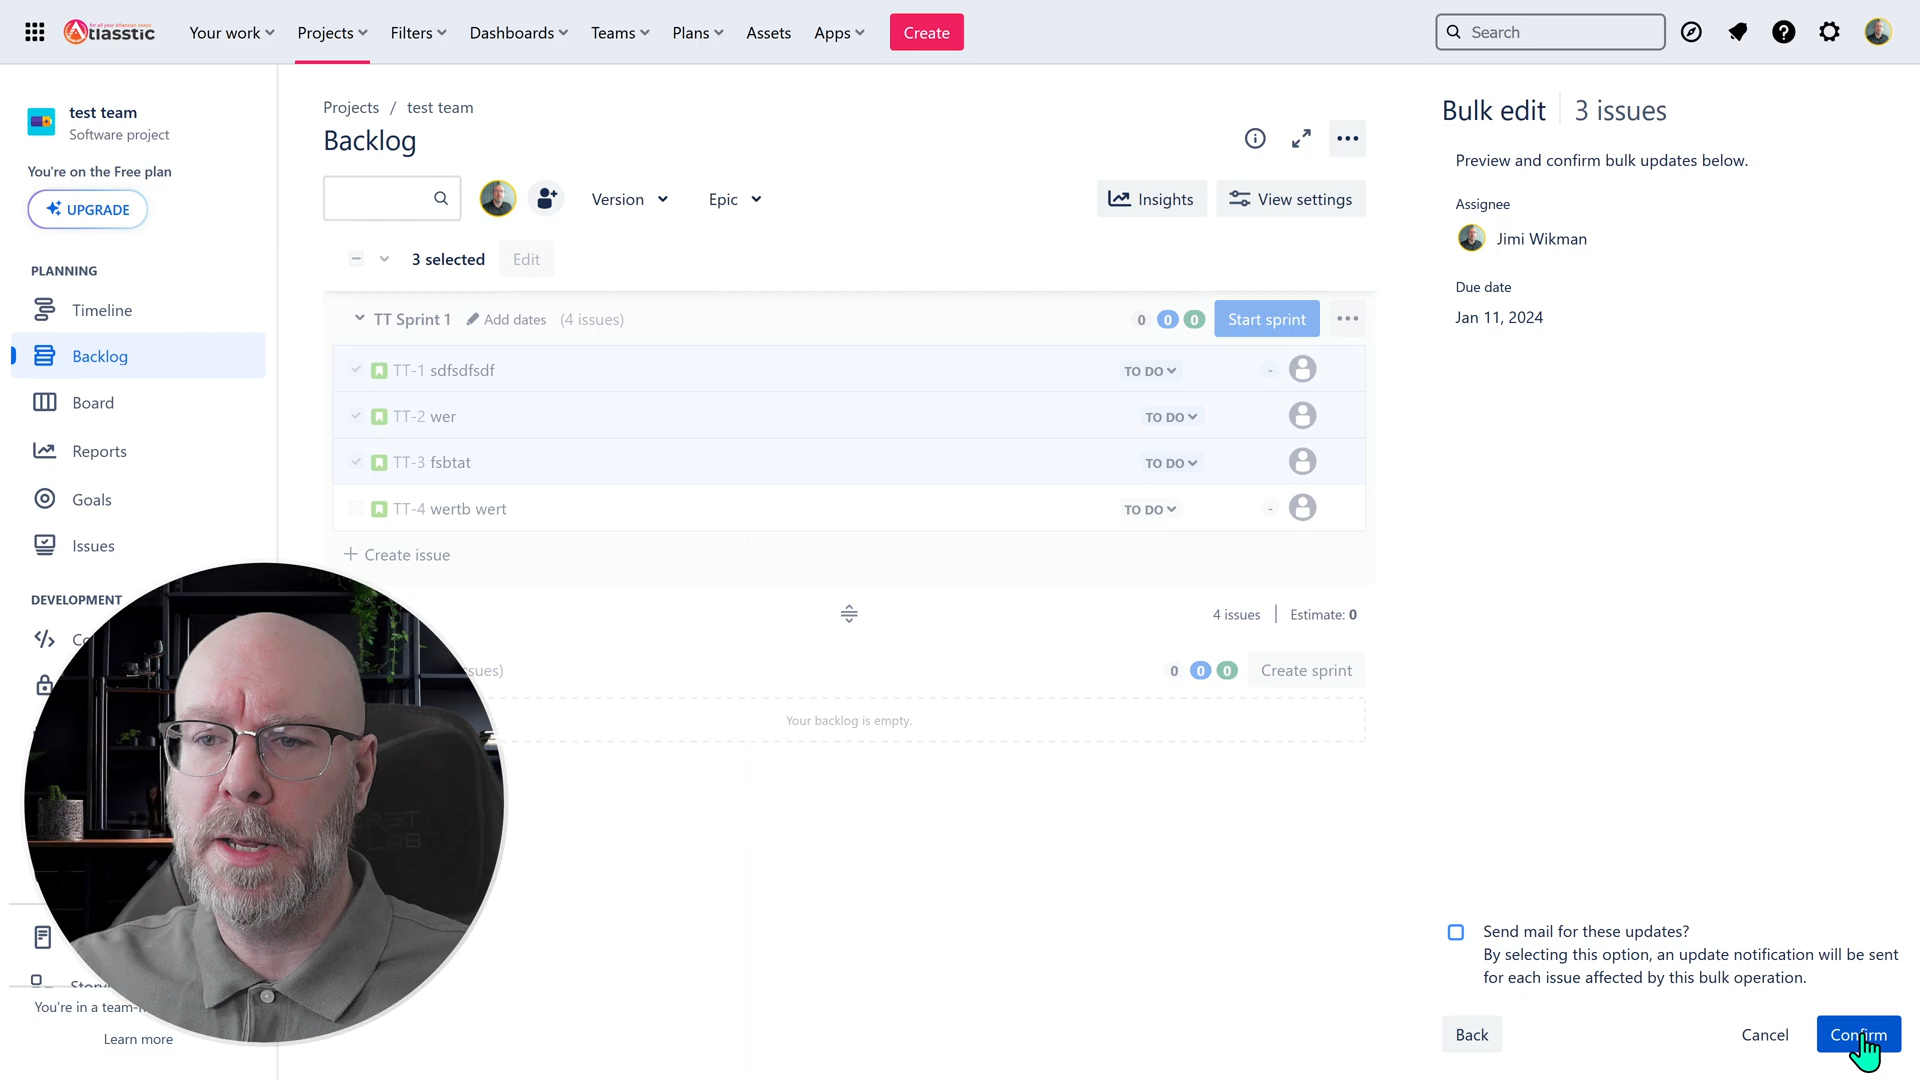 for all your Atlassian needs
tlasstic
Your work
Projects
Filters
Dashboards
Teams
Plans
Assets
Apps
Create
Search
test team
Software project
You're on the Free plan
UPGRADE
PLANNING
Timeline
Backlog
Board
Reports
Goals
Issues
DEVELOPMENT
You're in a team-
Learn more
Projects / test team
Backlog
Version
Epic
Insights
View settings
3 selected
Edit
TT Sprint 1
Add dates
(4 issues)
0 0 0
Start sprint
TT-1 sdfsdfsdf
TO DO
-
TT-2 wer
TO DO
TT-3 fsbtat
TO DO
TT-4 wertb wert
TO DO
-
+ Create issue
4 issues
Estimate: 0
sues)
0 0 0
Create sprint
Your backlog is empty.
Bulk edit
3 issues
Preview and confirm bulk updates below.
Assignee
Jimi Wikman
Due date
Jan 11, 2024
Send mail for these updates?
By selecting this option, an update notification will be sent
for each issue affected by this bulk operation.
Back
Cancel
Confirm